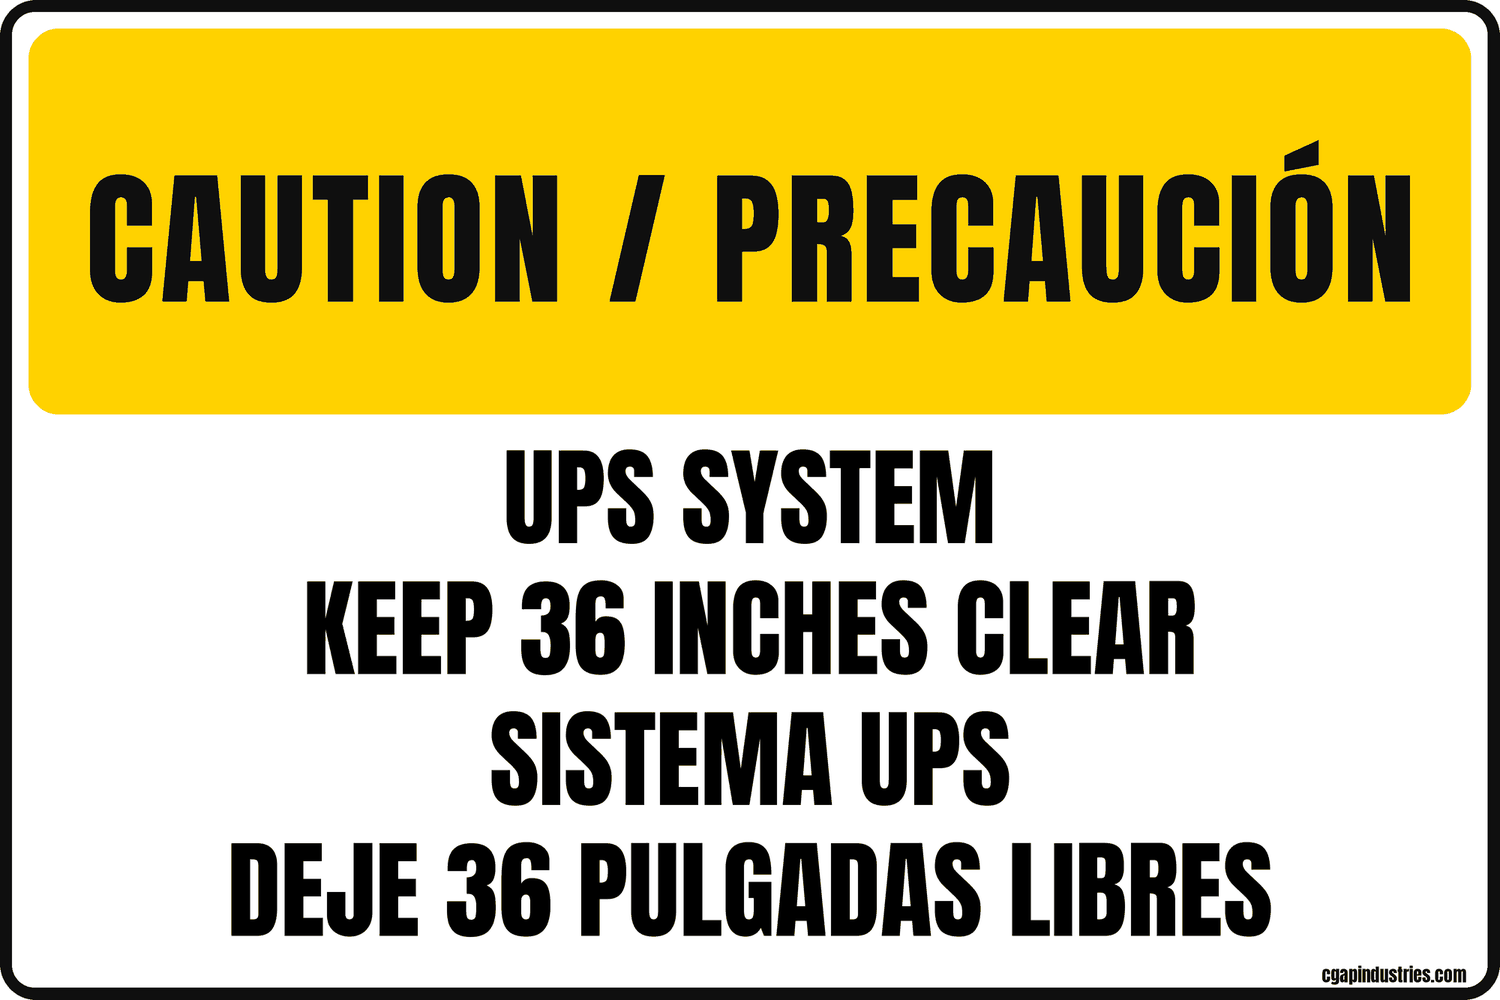 CAUTION / PRECAUCIÓN
UPS SYSTEM
KEEP 36 INCHES CLEAR
SISTEMA UPS
DEJE 36 PULGADAS LIBRES
cgapindustries.com